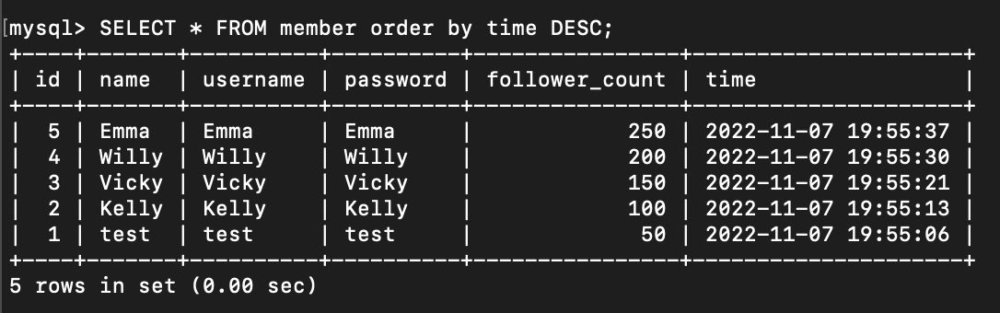 [mysql> SELECT * FROM member order by time DESC;
+----+-------+----------+----------+----------------+---------------------+
| id | name  | username | password | follower_count | time                |
+----+-------+----------+----------+----------------+---------------------+
|  5 | Emma  | Emma     | Emma     |            250 | 2022-11-07 19:55:37 |
|  4 | Willy | Willy    | Willy    |            200 | 2022-11-07 19:55:30 |
|  3 | Vicky | Vicky    | Vicky    |            150 | 2022-11-07 19:55:21 |
|  2 | Kelly | Kelly    | Kelly    |            100 | 2022-11-07 19:55:13 |
|  1 | test  | test     | test     |             50 | 2022-11-07 19:55:06 |
+----+-------+----------+----------+----------------+---------------------+
5 rows in set (0.00 sec)